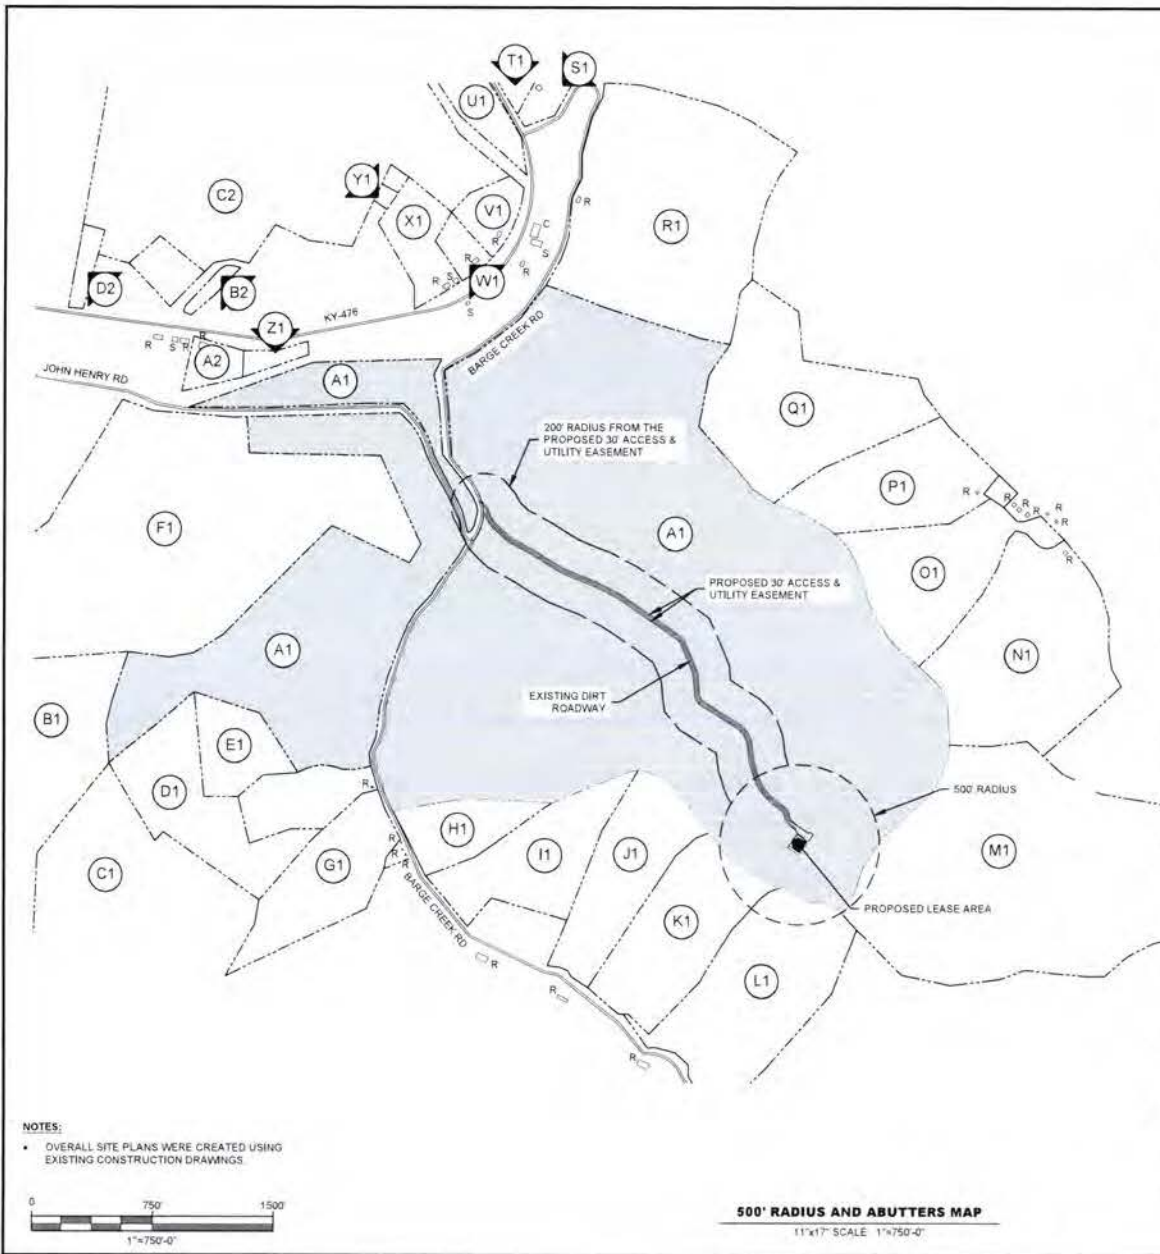 T1
S1
U1
Y1
C2
V1
X1
R
R1
C
R
S
D2
B2
R
S
R
W1
R
S
KY-476
Z1
BARGE CREEK RD
R
S
R
R
A2
JOHN HENRY RD
A1
Q1
200' RADIUS FROM THE
PROPOSED 30' ACCESS &
UTILITY EASEMENT
P1
R
R
R
R
R
R
F1
A1
R
O1
PROPOSED 30' ACCESS &
UTILITY EASEMENT
A1
N1
EXISTING DIRT
ROADWAY
B1
E1
D1
R
500' RADIUS
H1
R
R
R
I1
J1
M1
G1
C1
BARGE CREEK RD
K1
PROPOSED LEASE AREA
R
L1
R
R
NOTES:
• OVERALL SITE PLANS WERE CREATED USING
EXISTING CONSTRUCTION DRAWINGS.
0 750' 1500'
1"=750'-0"
500' RADIUS AND ABUTTERS MAP
11"x17" SCALE 1"=750'-0"